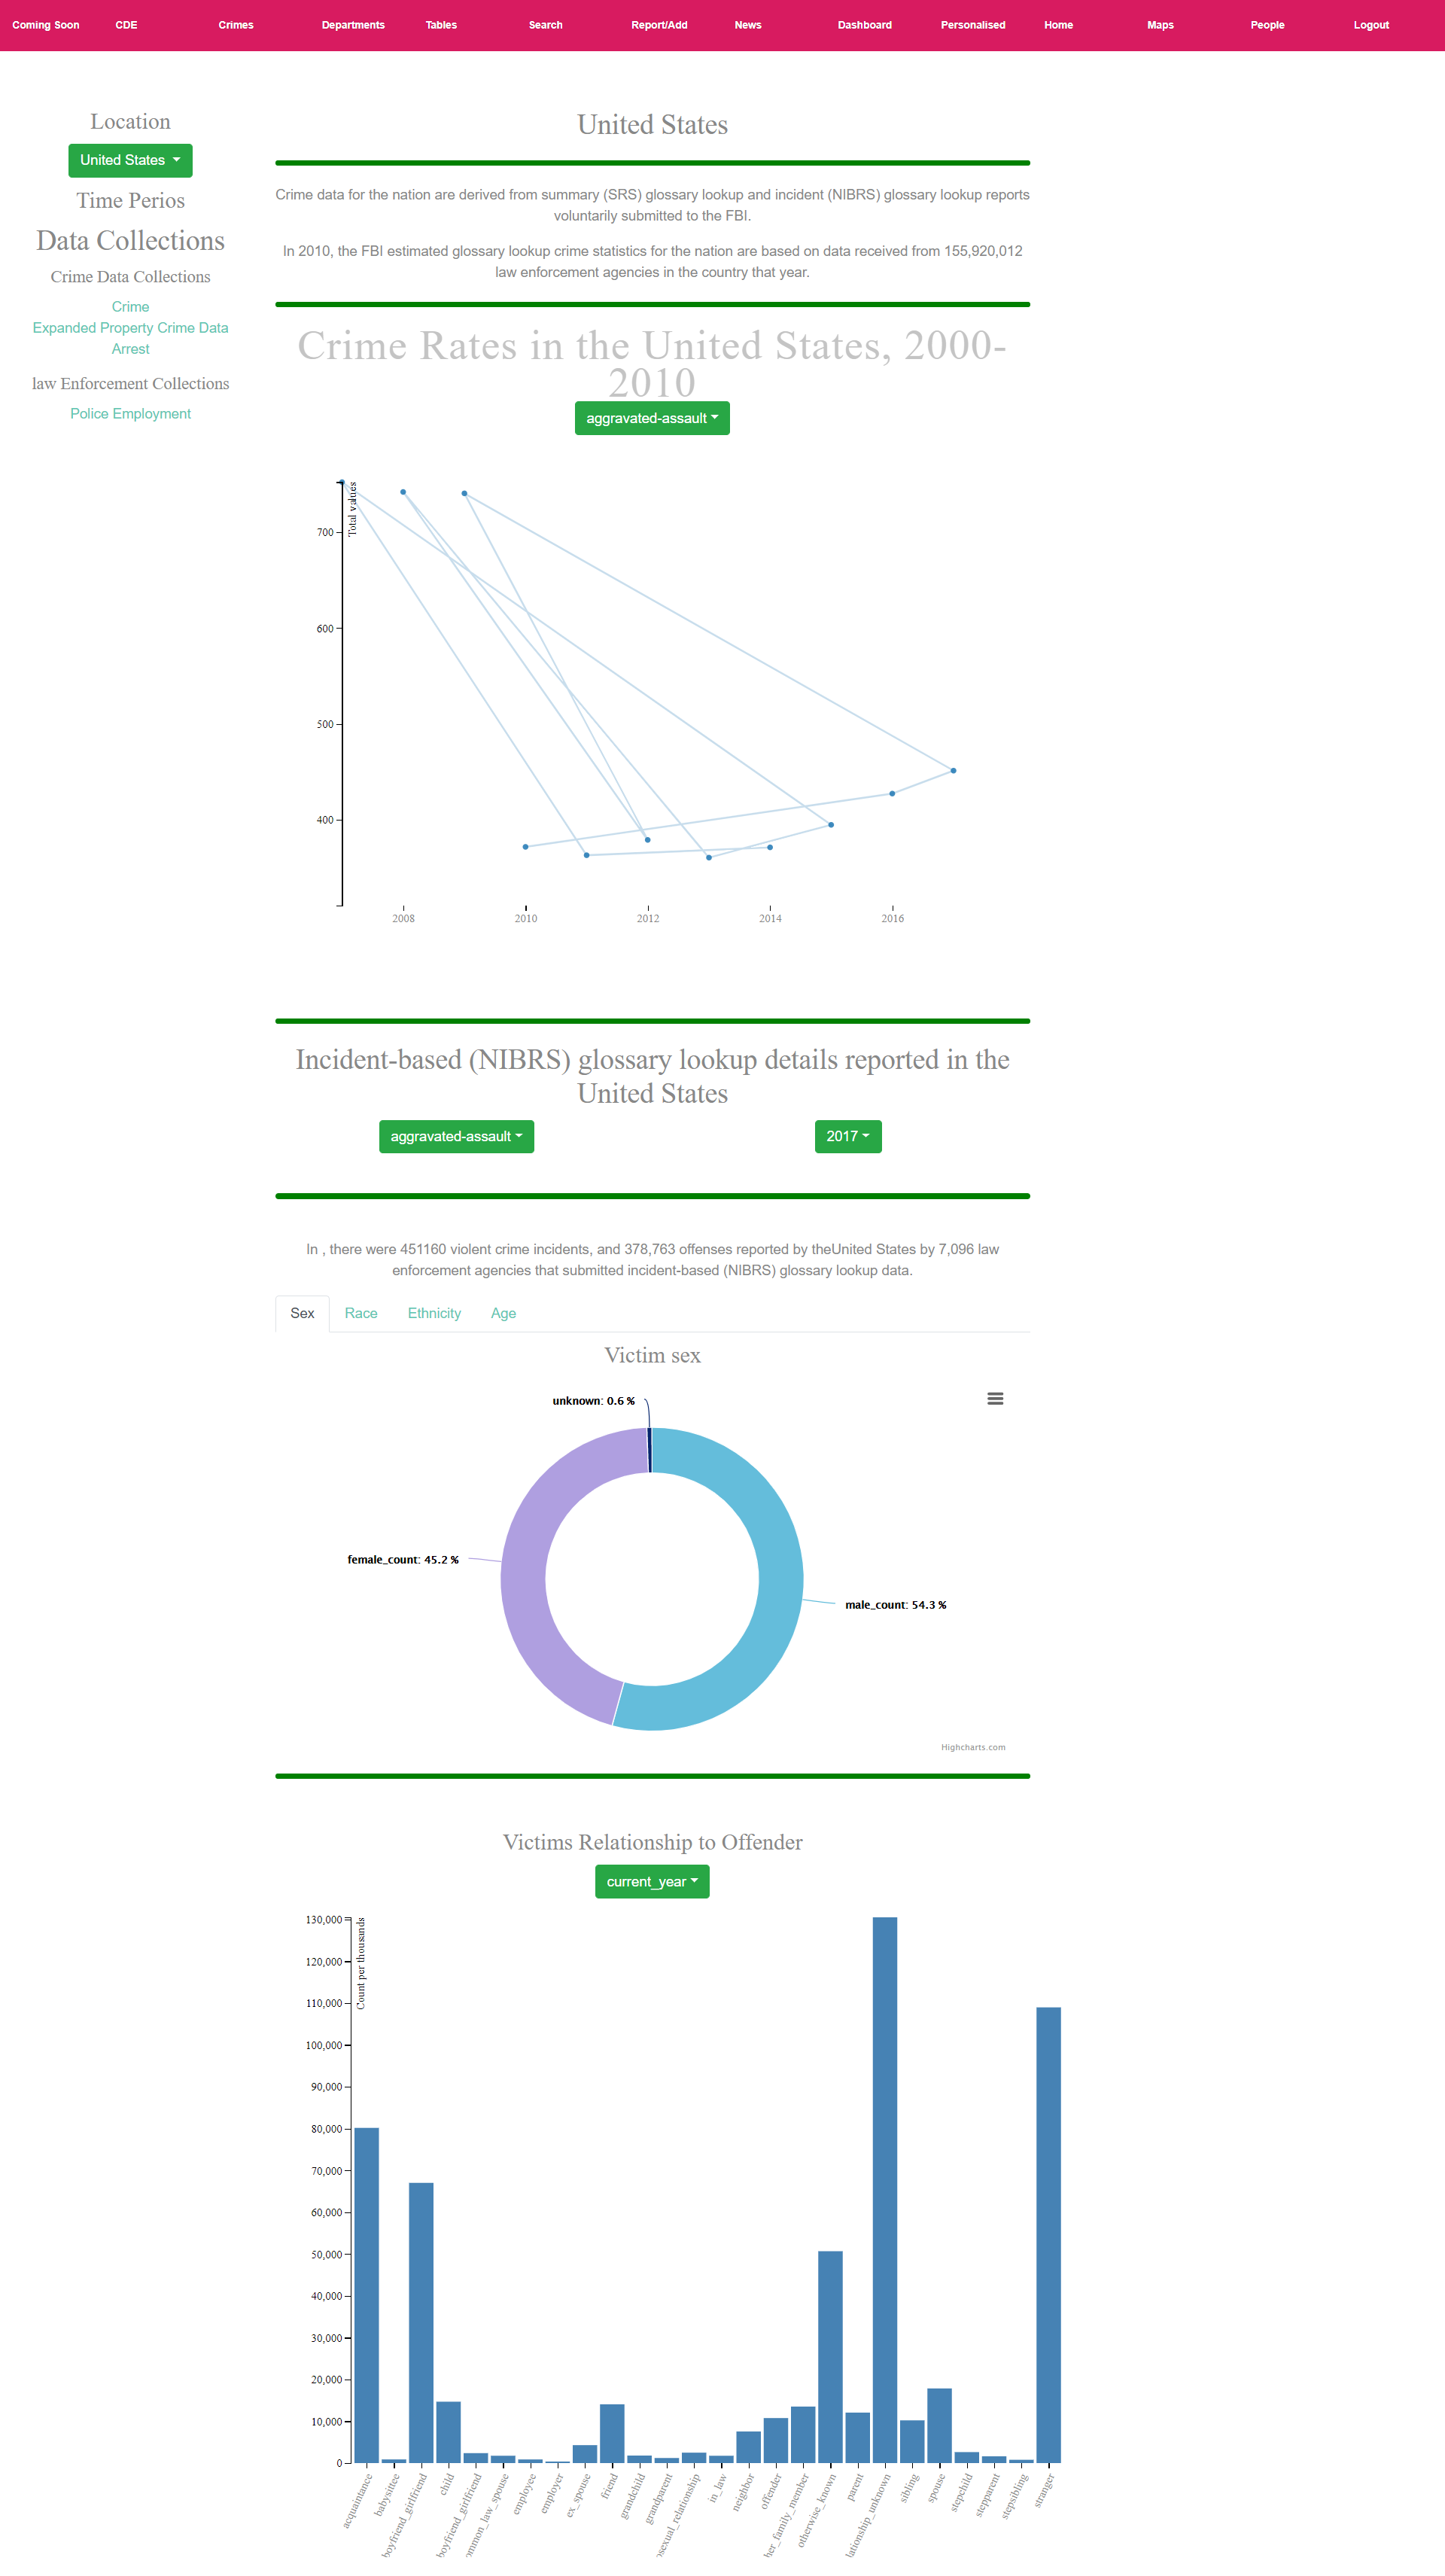 Coming Soon CDE Crimes Departments Tables Search Report/Add News Dashboard Personalised Home Maps People Logout
Location
United States
Time Perios
Data Collections
Crime Data Collections
Crime
Expanded Property Crime Data
Arrest
law Enforcement Collections
Police Employment
United States
Crime data for the nation are derived from summary (SRS) glossary lookup and incident (NIBRS) glossary lookup reports
voluntarily submitted to the FBI.
In 2010, the FBI estimated glossary lookup crime statistics for the nation are based on data received from 155,920,012
law enforcement agencies in the country that year.
Crime Rates in the United States, 2000-
2010
aggravated-assault
Total values
700
600
500
400
2008 2010 2012 2014 2016
Incident-based (NIBRS) glossary lookup details reported in the
United States
aggravated-assault 2017
In , there were 451160 violent crime incidents, and 378,763 offenses reported by theUnited States by 7,096 law
enforcement agencies that submitted incident-based (NIBRS) glossary lookup data.
Sex Race Ethnicity Age
Victim sex
unknown: 0.6 %
female_count: 45.2 %
male_count: 54.3 %
Highcharts.com
Victims Relationship to Offender
current_year
Count per thousands
130,000
120,000
110,000
100,000
90,000
80,000
70,000
60,000
50,000
40,000
30,000
20,000
10,000
0
acquaintance
babysittee
boyfriend_girlfriend
child
boyfriend_girlfriend
ommon_law_spouse
employee
employer
ex_spouse
friend
grandchild
grandparent
osexual_relationship
in_law
neighbor
offender
her_family_member
otherwise_known
parent
lationship_unknown
sibling
spouse
stepchild
stepparent
stepsibling
stranger